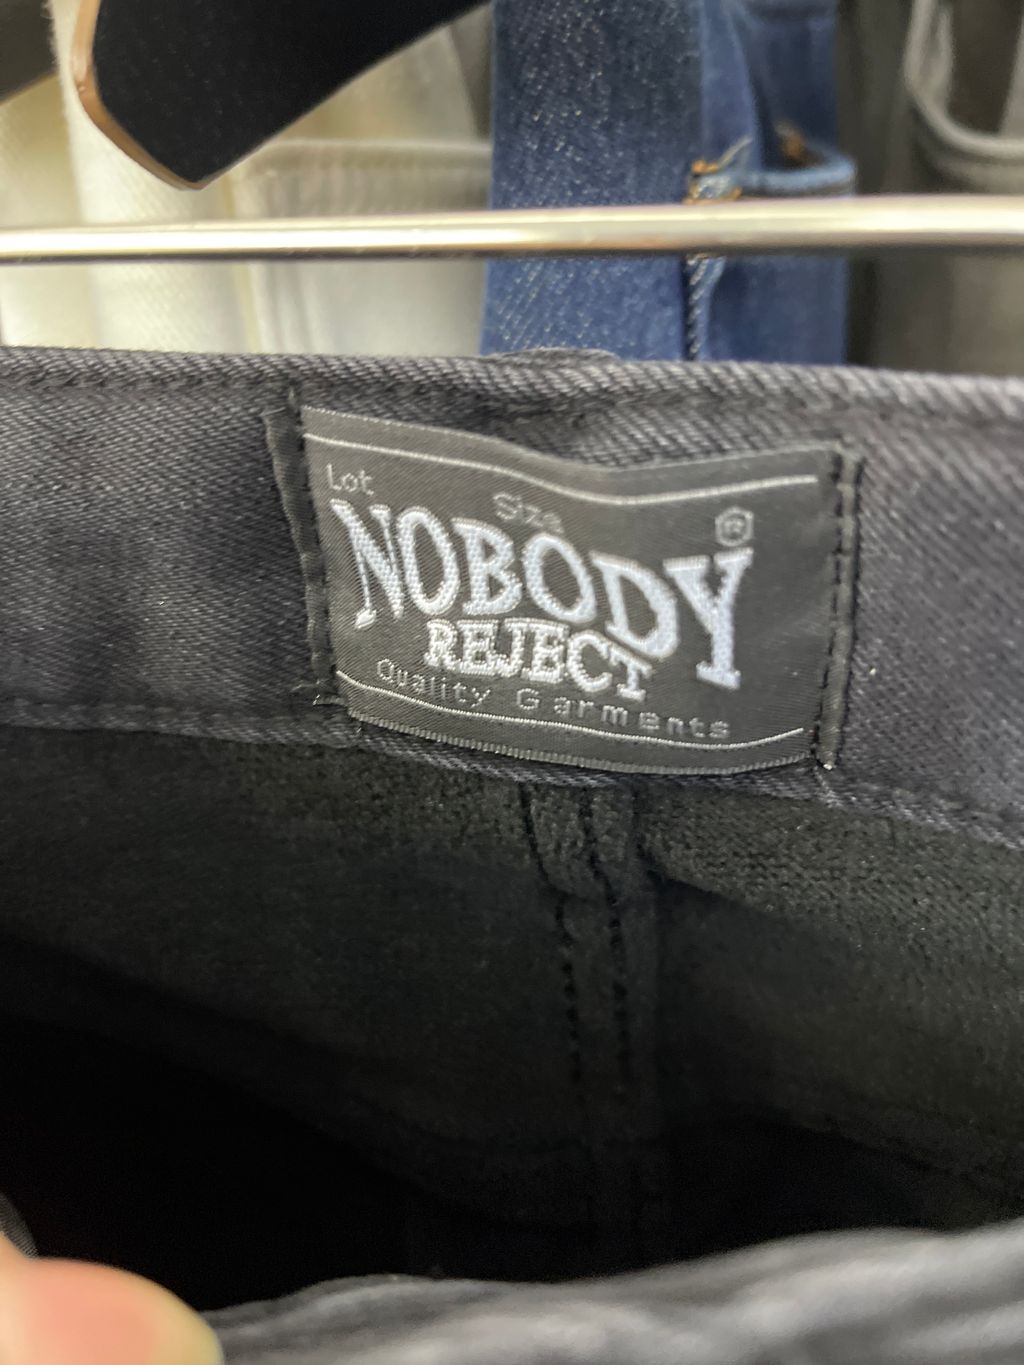 Lot Size
NOBODY ®
REJECT
Quality Garments